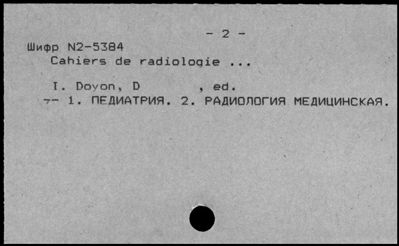 - 2 -
Шифр N2-5384
Cahiers de radiologie ...
I. Doyon, D , ed.
-- 1. ПЕДИАТРИЯ. 2. РАДИОЛОГИЯ МЕДИЦИНСКАЯ.